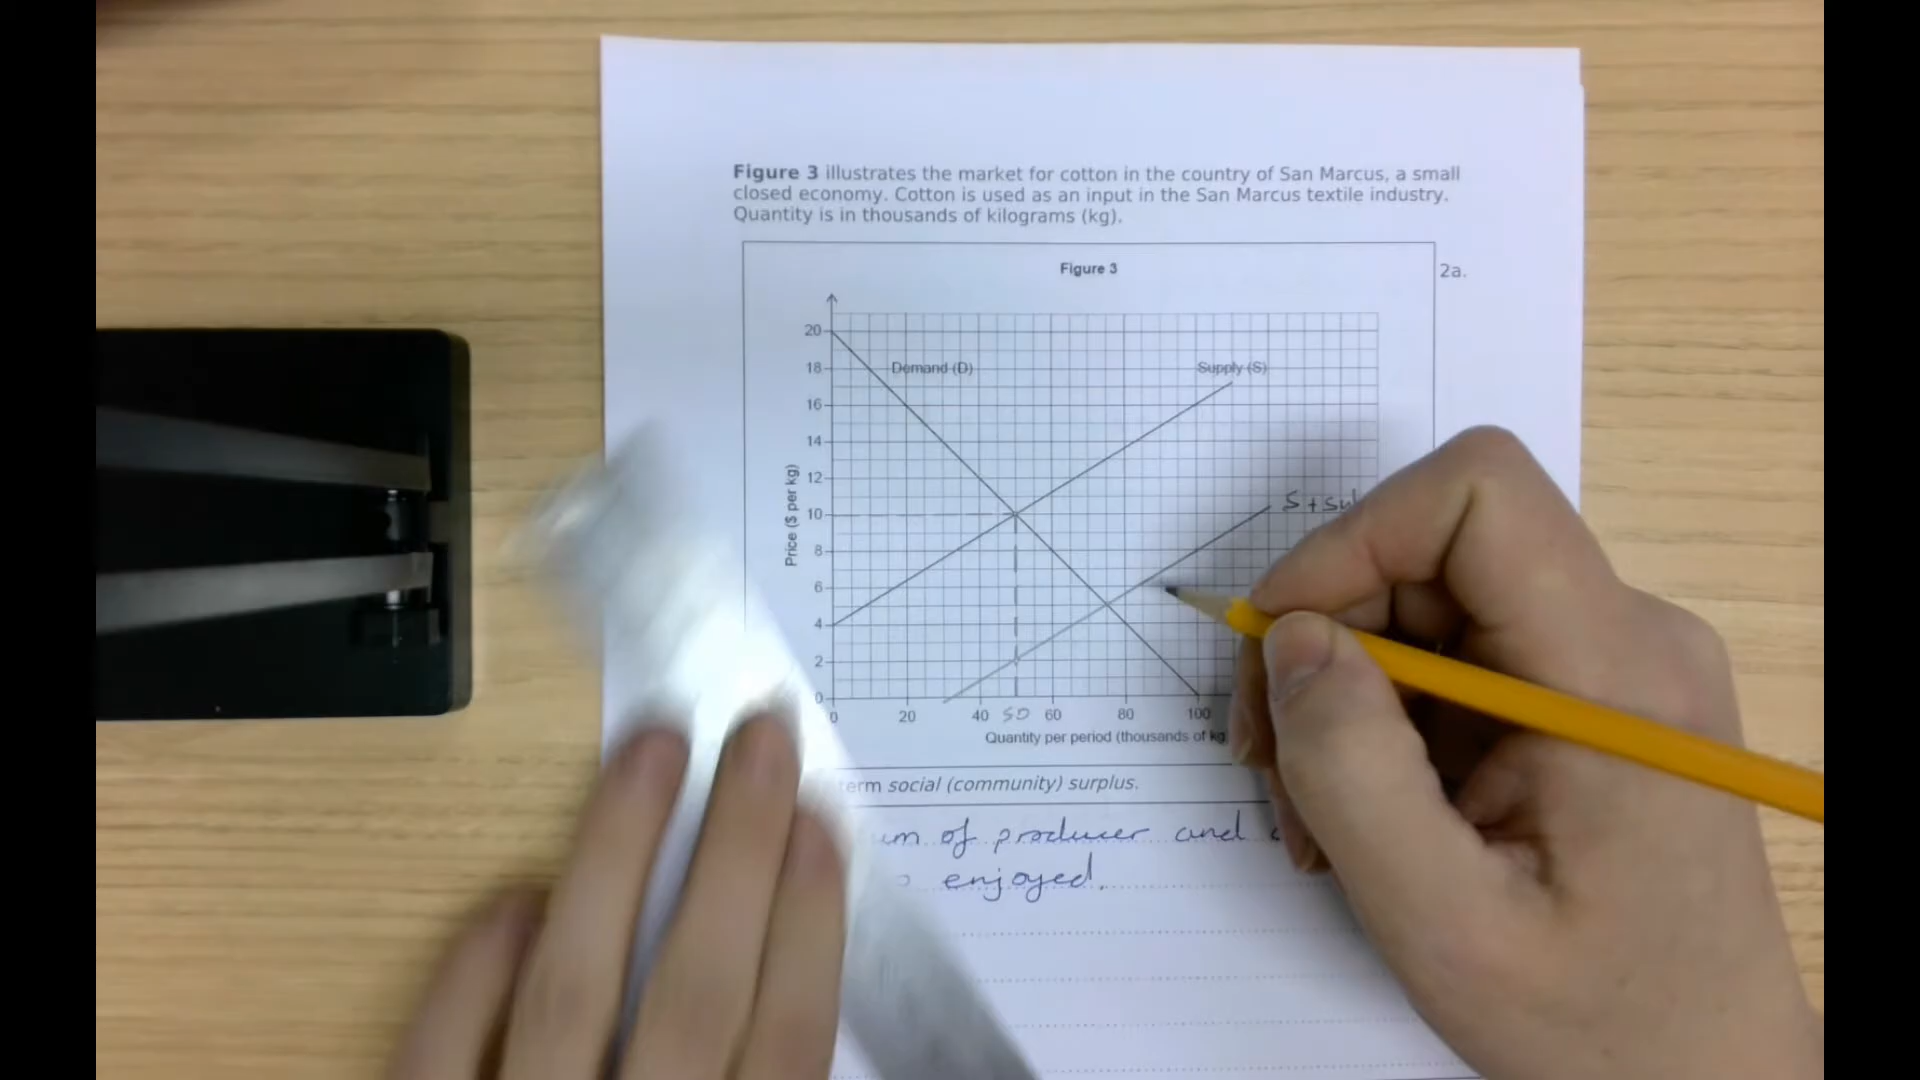 Figure 3 illustrates the market for cotton in the country of San Marcus, a small
closed economy. Cotton is used as an input in the San Marcus textile industry.
Quantity is in thousands of kilograms (kg).
Figure 3
2a.
20
Demand (D)
Supply (S)
18
16
14
12
10
8
6
4
2
0
Price ($ per kg)
S +
0 20 40 50 60 80 100
Quantity per period (thousands of kg
term social (community) surplus.
of producer and
enjoyed.